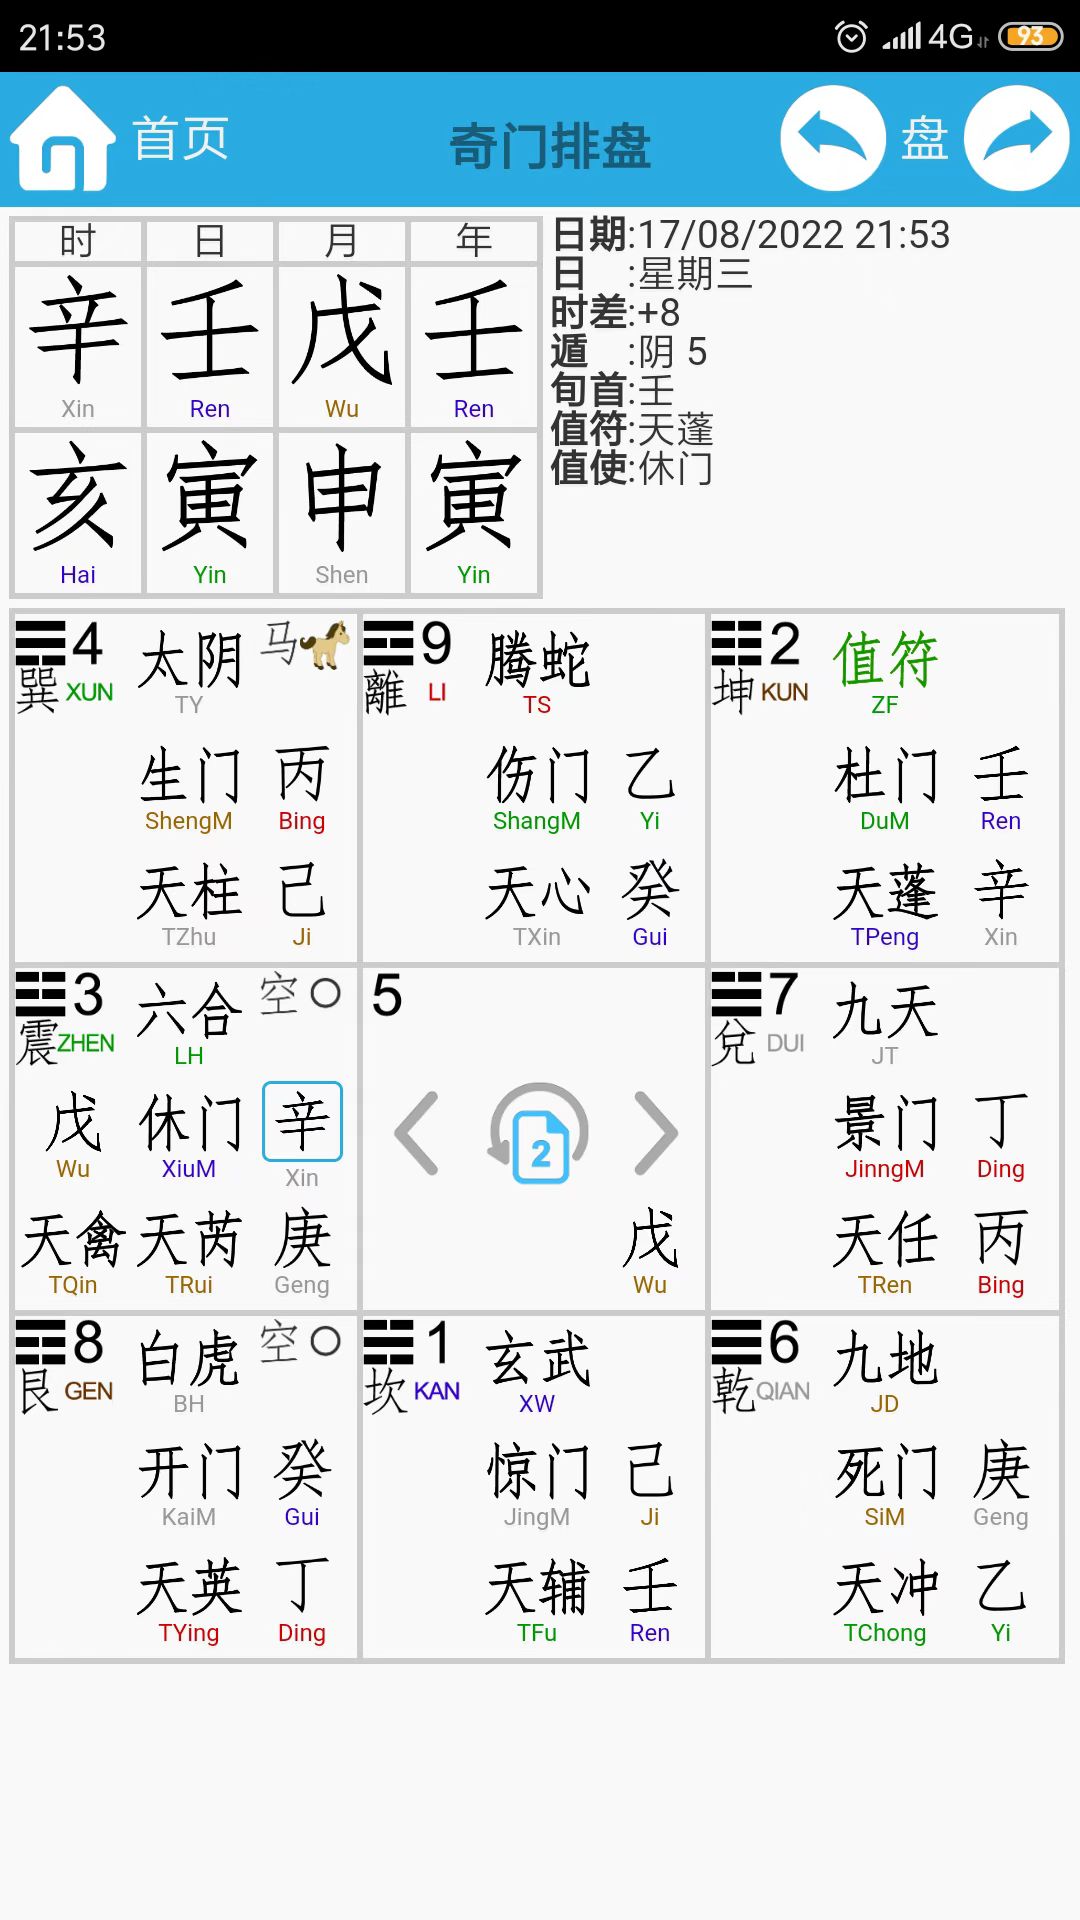 21:53 4G 93
首页 奇门排盘 盘
时 日 月 年
辛 壬 戊 壬
Xin Ren Wu Ren
亥 寅 申 寅
Hai Yin Shen Yin
日期:17/08/2022 21:53
日 :星期三
时差:+8
遁 :阴 5
旬首:壬
值符:天蓬
值使:休门
4 太阴 马
巽 XUN TY
生门 丙
ShengM Bing
天柱 己
TZhu Ji
9 腾蛇
離 LI TS
伤门 乙
ShangM Yi
天心 癸
TXin Gui
2 值符
坤 KUN ZF
杜门 壬
DuM Ren
天蓬 辛
TPeng Xin
3 六合 空
震 ZHEN LH
戊 休门 辛
Wu XiuM Xin
天禽 天芮 庚
TQin TRui Geng
5
2
戊
Wu
7 九天
兌 DUI JT
景门 丁
JinngM Ding
天任 丙
TRen Bing
8 白虎 空
艮 GEN BH
开门 癸
KaiM Gui
天英 丁
TYing Ding
1 玄武
坎 KAN XW
惊门 己
JingM Ji
天辅 壬
TFu Ren
6 九地
乾 QIAN JD
死门 庚
SiM Geng
天冲 乙
TChong Yi